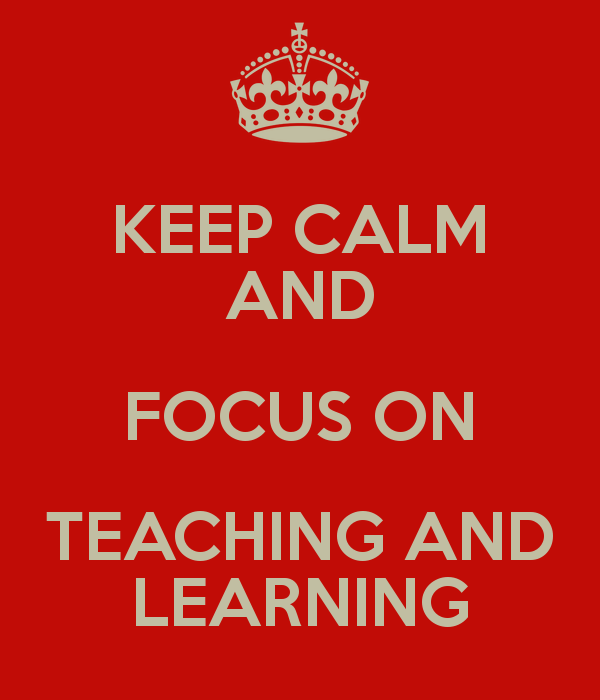 KEEP CALM
AND
FOCUS ON
TEACHING AND
LEARNING